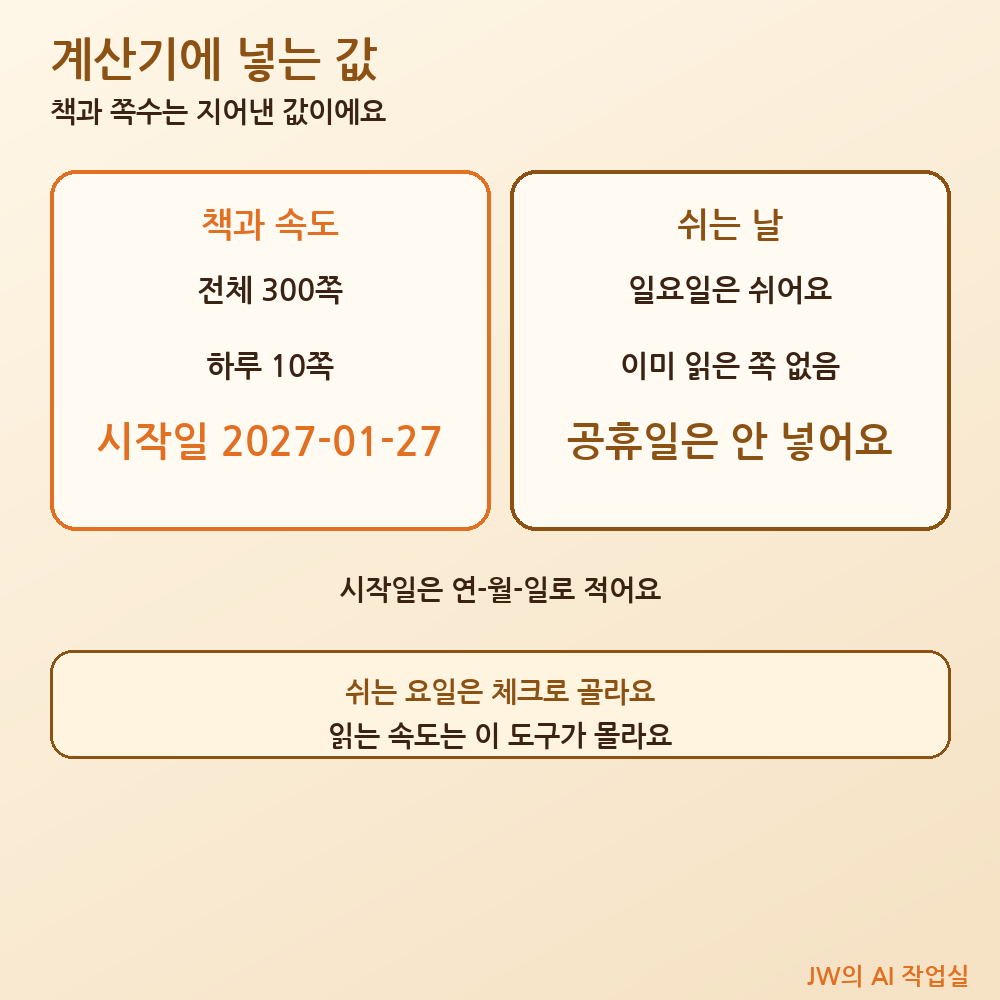 계산기에 넣는 값
책과 쪽수는 지어낸 값이에요
책과 속도
전체 300쪽
하루 10쪽
시작일 2027-01-27
쉬는 날
일요일은 쉬어요
이미 읽은 쪽 없음
공휴일은 안 넣어요
시작일은 연-월-일로 적어요
쉬는 요일은 체크로 골라요
읽는 속도는 이 도구가 몰라요
JW의 AI 작업실